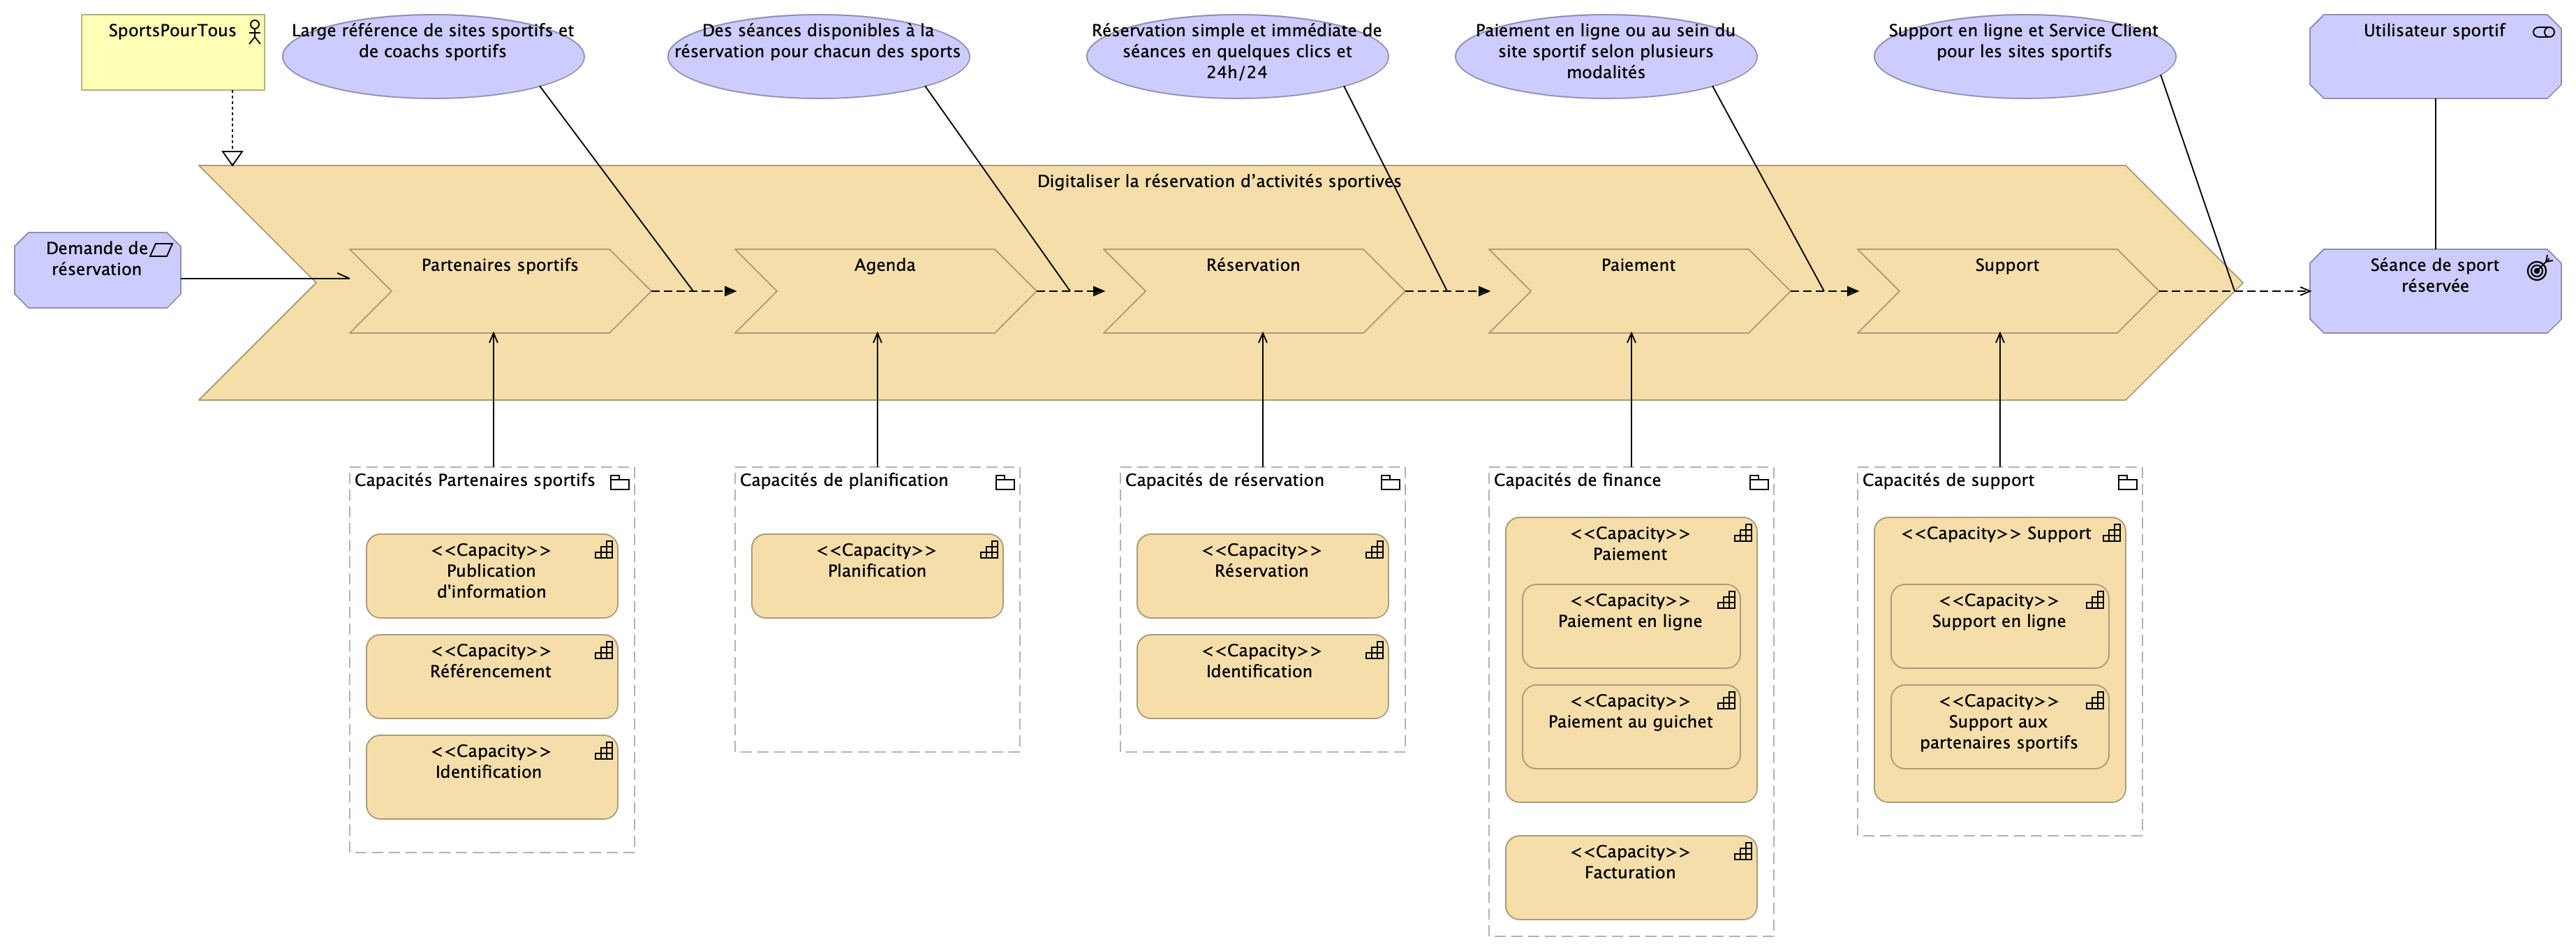 SportsPourTous
Large référence de sites sportifs et
de coachs sportifs
Des séances disponibles à la
réservation pour chacun des sports
Réservation simple et immédiate de
séances en quelques clics et
24h/24
Paiement en ligne ou au sein du
site sportif selon plusieurs
modalités
Support en ligne et Service Client
pour les sites sportifs
Utilisateur sportif
Digitaliser la réservation d’activités sportives
Demande de
réservation
Partenaires sportifs
Agenda
Réservation
Paiement
Support
Séance de sport
réservée
Capacités Partenaires sportifs
<<Capacity>>
Publication
d'information
<<Capacity>>
Référencement
<<Capacity>>
Identification
Capacités de planification
<<Capacity>>
Planification
Capacités de réservation
<<Capacity>>
Réservation
<<Capacity>>
Identification
Capacités de finance
<<Capacity>>
Paiement
<<Capacity>>
Paiement en ligne
<<Capacity>>
Paiement au guichet
<<Capacity>>
Facturation
Capacités de support
<<Capacity>> Support
<<Capacity>>
Support en ligne
<<Capacity>>
Support aux
partenaires sportifs